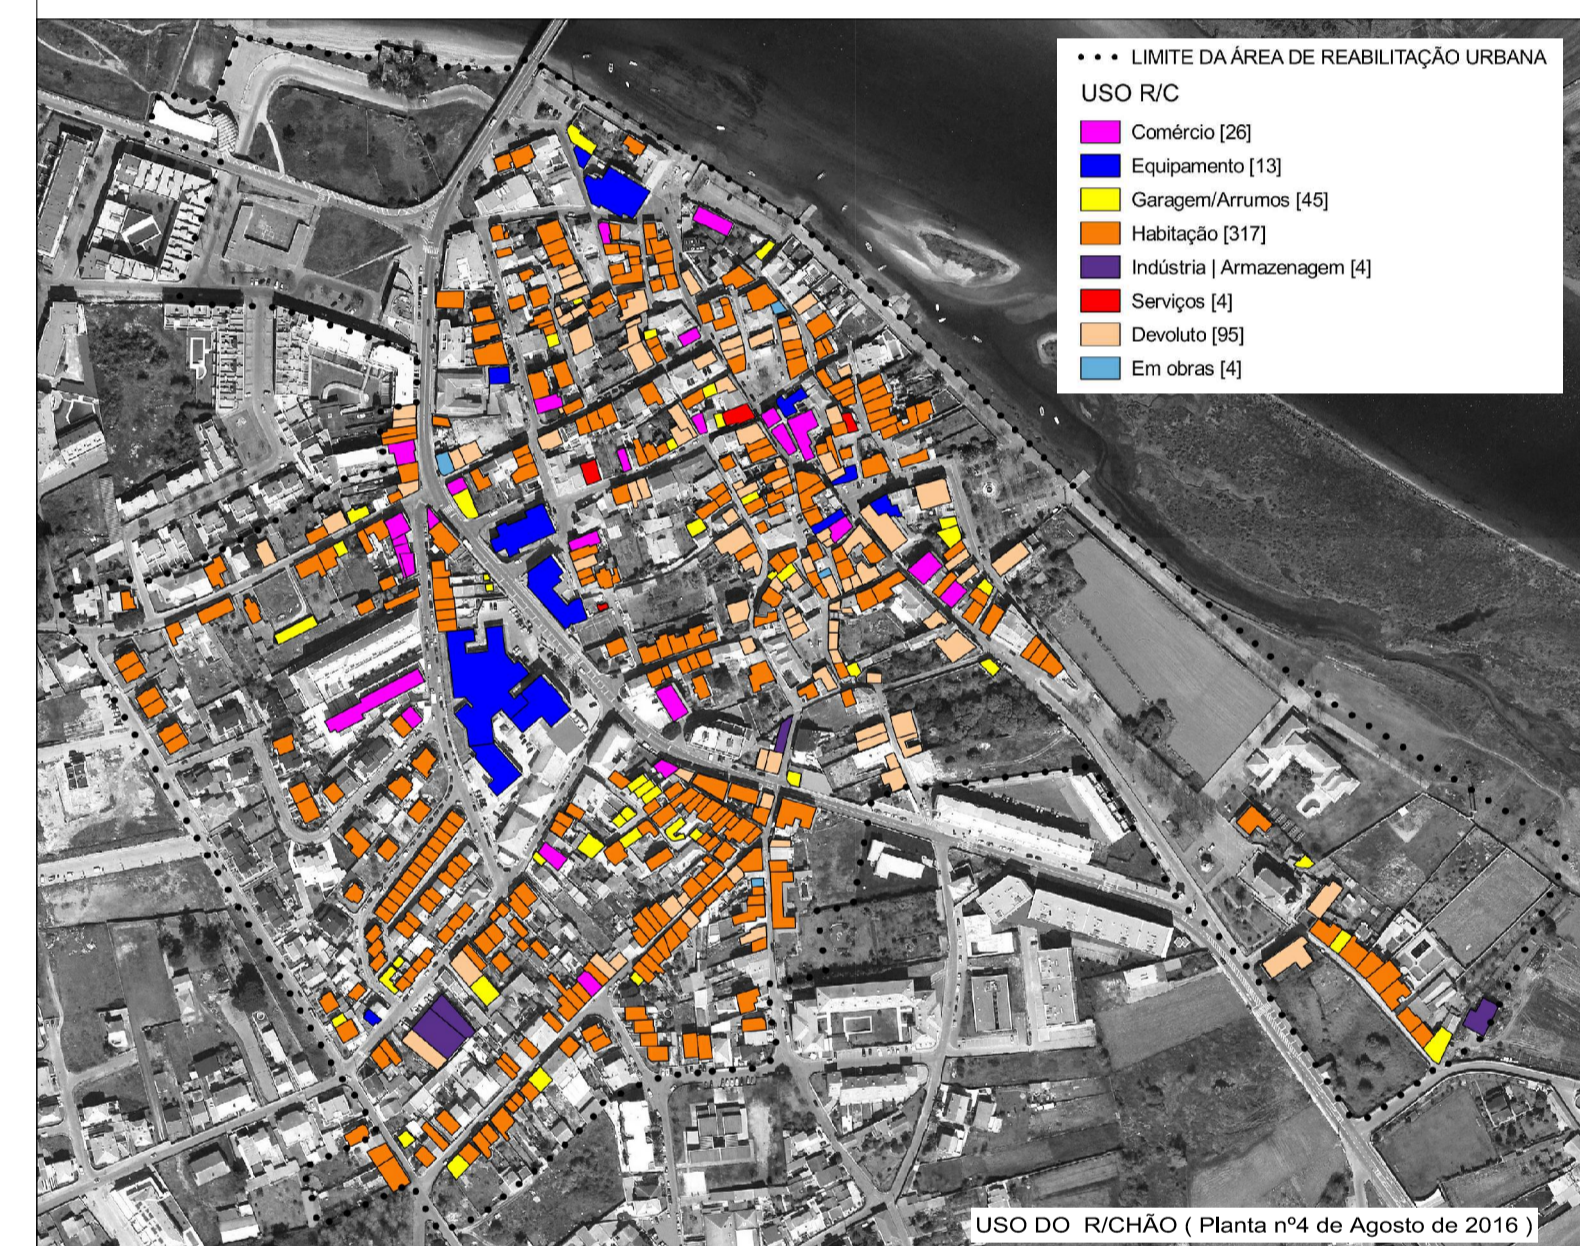 LIMITE DA ÁREA DE REABILITAÇÃO URBANA
USO R/C
Comércio [26]
Equipamento [13]
Garagem/Arrumos [45]
Habitação [317]
Indústria | Armazenagem [4]
Serviços [4]
Devoluto [95]
Em obras [4]
USO DO R/CHÃO ( Planta nº4 de Agosto de 2016 )